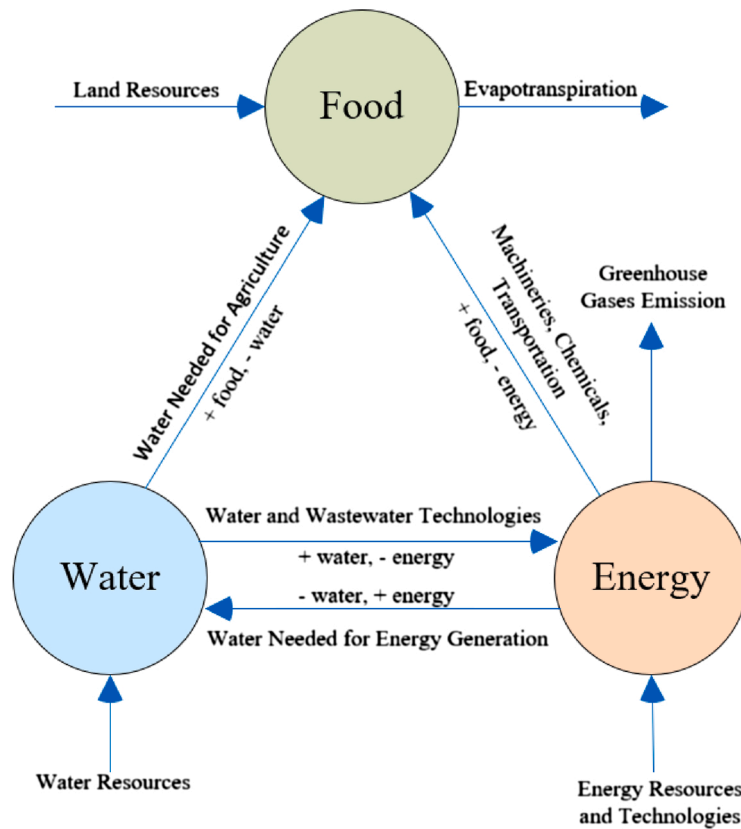 Land Resources
Food
Evapotranspiration
Water Needed for Agriculture
+ food, - water
Machineries, Chemicals,
Transportation
+ food, - energy
Greenhouse
Gases Emission
Water
Water and Wastewater Technologies
+ water, - energy
- water, + energy
Water Needed for Energy Generation
Energy
Water Resources
Energy Resources
and Technologies